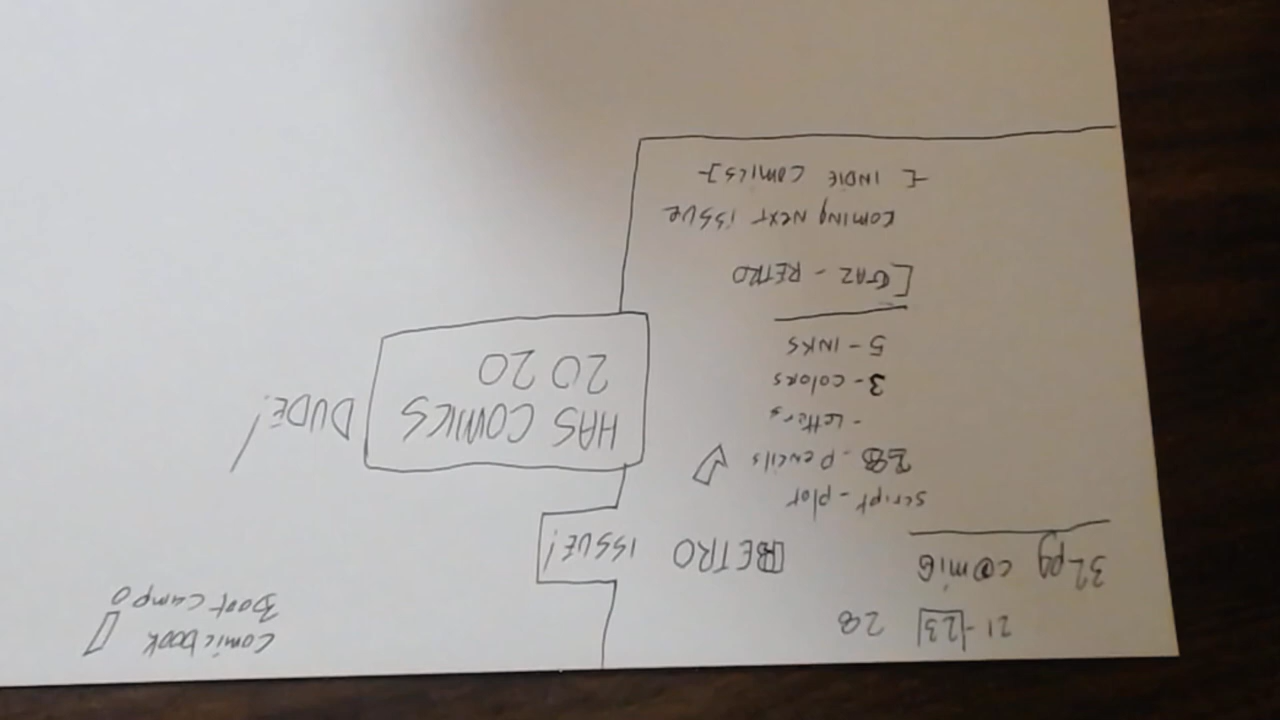 21-23 28
32pg comic
RETRO ISSUE!
script-plot
28-pencils
-letters
3-colors
5-INKS
RETRO
COMING NEXT ISSUE
-[INDIE COMICS]-
Comic book
Boot Camp
HAS COMICS DUDE!
2020